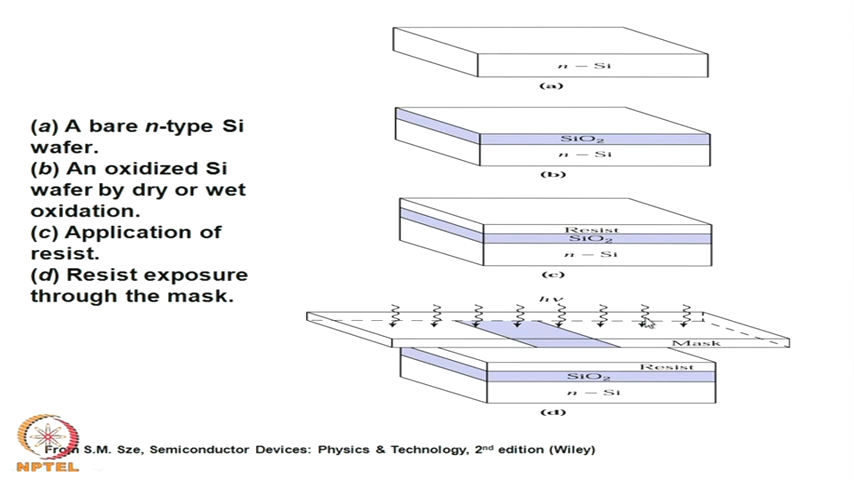 (a) A bare n-type Si
wafer.
(b) An oxidized Si
wafer by dry or wet
oxidation.
(c) Application of
resist.
(d) Resist exposure
through the mask.
n – Si
(a)
SiO2
n – Si
(b)
Resist
SiO2
n – Si
(c)
hν
Mask
Resist
SiO2
n – Si
(d)
From S.M. Sze, Semiconductor Devices: Physics & Technology, 2nd edition (Wiley)
NPTEL